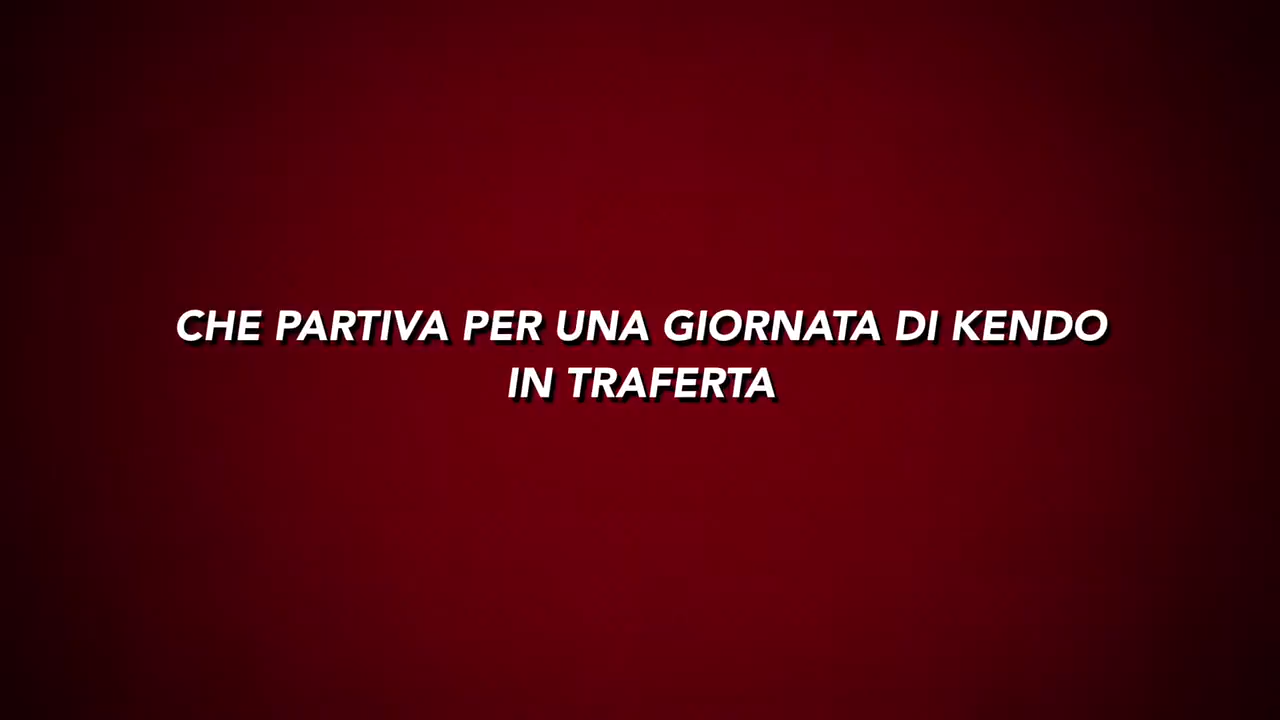 CHE PARTIVA PER UNA GIORNATA DI KENDO
IN TRAFERTA